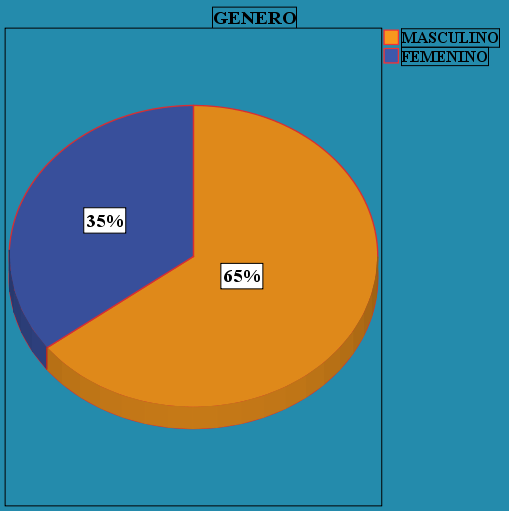 GENERO
MASCULINO
FEMENINO
35%
65%